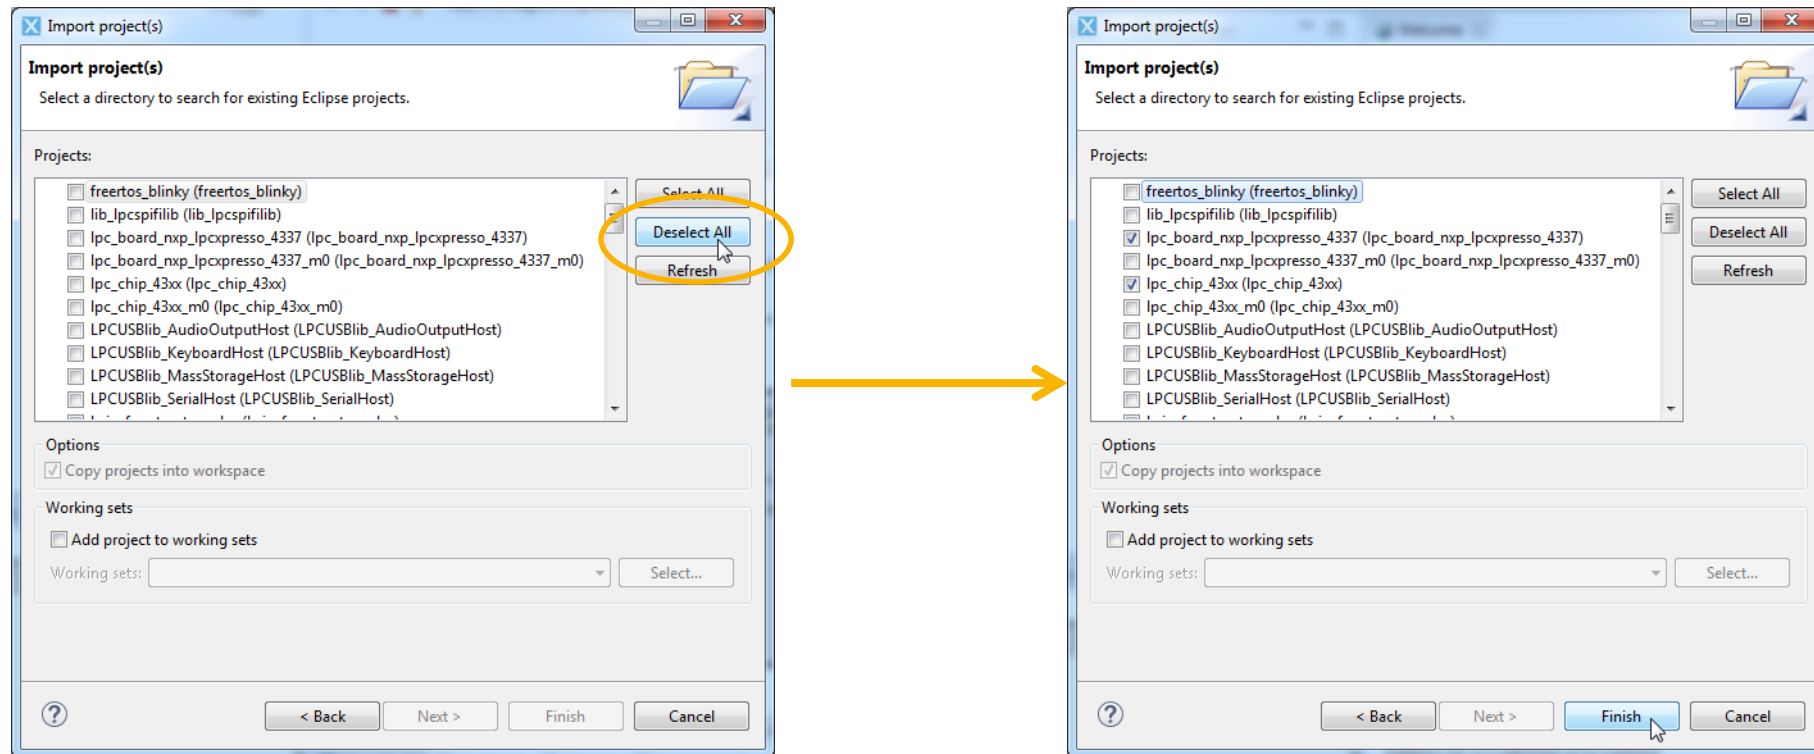 Import project(s)
Import project(s)
Select a directory to search for existing Eclipse projects.
Projects:
freertos_blinky (freertos_blinky)
lib_lpcspifilib (lib_lpcspifilib)
lpc_board_nxp_lpcxpresso_4337 (lpc_board_nxp_lpcxpresso_4337)
lpc_board_nxp_lpcxpresso_4337_m0 (lpc_board_nxp_lpcxpresso_4337_m0)
lpc_chip_43xx (lpc_chip_43xx)
lpc_chip_43xx_m0 (lpc_chip_43xx_m0)
LPCUSBlib_AudioOutputHost (LPCUSBlib_AudioOutputHost)
LPCUSBlib_KeyboardHost (LPCUSBlib_KeyboardHost)
LPCUSBlib_MassStorageHost (LPCUSBlib_MassStorageHost)
LPCUSBlib_SerialHost (LPCUSBlib_SerialHost)
Select All
Deselect All
Refresh
Options
Copy projects into workspace
Working sets
Add project to working sets
Working sets:
Select...
< Back
Next >
Finish
Cancel
Import project(s)
Import project(s)
Select a directory to search for existing Eclipse projects.
Projects:
freertos_blinky (freertos_blinky)
lib_lpcspifilib (lib_lpcspifilib)
lpc_board_nxp_lpcxpresso_4337 (lpc_board_nxp_lpcxpresso_4337)
lpc_board_nxp_lpcxpresso_4337_m0 (lpc_board_nxp_lpcxpresso_4337_m0)
lpc_chip_43xx (lpc_chip_43xx)
lpc_chip_43xx_m0 (lpc_chip_43xx_m0)
LPCUSBlib_AudioOutputHost (LPCUSBlib_AudioOutputHost)
LPCUSBlib_KeyboardHost (LPCUSBlib_KeyboardHost)
LPCUSBlib_MassStorageHost (LPCUSBlib_MassStorageHost)
LPCUSBlib_SerialHost (LPCUSBlib_SerialHost)
Select All
Deselect All
Refresh
Options
Copy projects into workspace
Working sets
Add project to working sets
Working sets:
Select...
< Back
Next >
Finish
Cancel